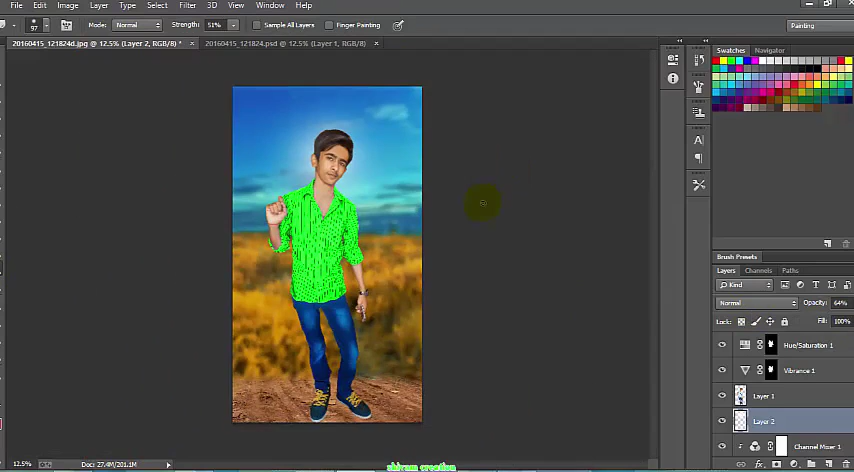 File Edit Image Layer Type Select Filter 3D View Window Help
97 Mode: Normal Strength: 51% Sample All Layers Finger Painting Painting
20160415_121824d.jpg @ 12.5% (Layer 2, RGB/8) * × 20160415_121824.psd @ 12.5% (Layer 1, RGB/8) ×
Swatches Navigator
Brush Presets
Layers Channels Paths
Kind
Normal Opacity: 64%
Lock: Fill: 100%
Hue/Saturation 1
Vibrance 1
Layer 1
Layer 2
Channel Mixer 1
12.5% Doc: 27.4M/201.1M
shivam creation